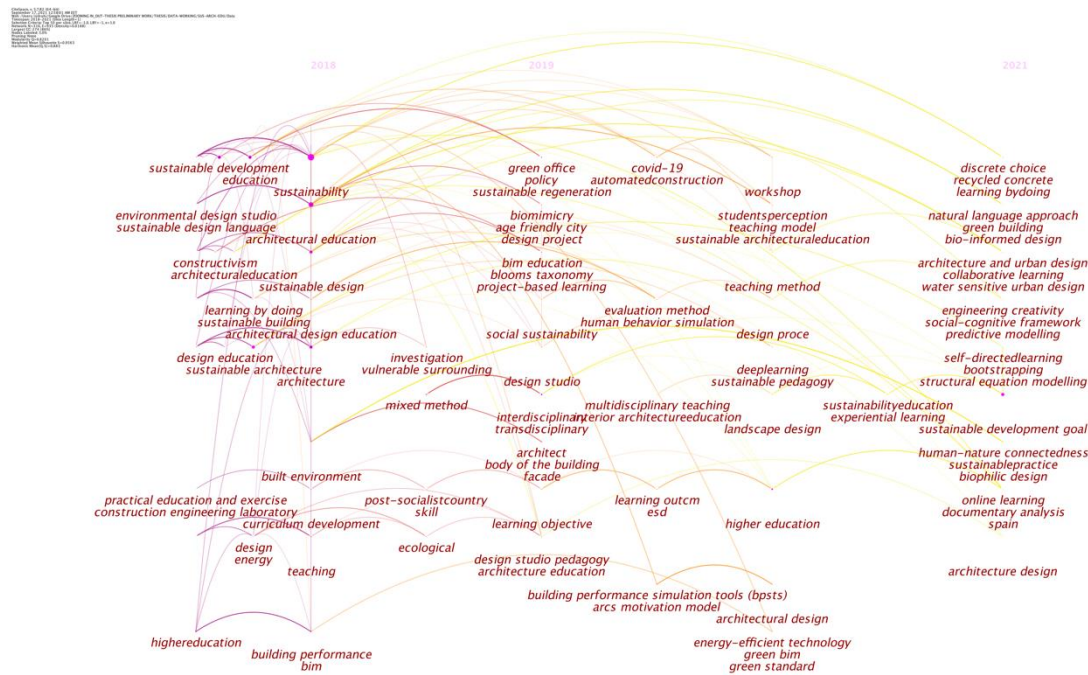 2018 2019 2021
sustainable development green office covid-19 discrete choice
education policy automatedconstruction recycled concrete
sustainability sustainable regeneration workshop learning bydoing
environmental design studio biomimicry studentsperception natural language approach
sustainable design language age friendly city teaching model green building
architectural education design project sustainable architecturaleducation bio-informed design
constructivism bim education architecture and urban design
architecturaleducation blooms taxonomy collaborative learning
sustainable design project-based learning teaching method water sensitive urban design
learning by doing evaluation method engineering creativity
sustainable building human behavior simulation social-cognitive framework
architectural design education social sustainability design proce predictive modelling
design education investigation deeplearning self-directedlearning
sustainable architecture vulnerable surrounding sustainable pedagogy bootstrapping
architecture design studio structural equation modelling
mixed method multidisciplinary teaching sustainabilityeducation
interdisciplinary interior architectureeducation experiential learning
transdisciplinary landscape design sustainable development goal
architect human-nature connectedness
built environment body of the building sustainablepractice
facade biophilic design
practical education and exercise post-socialistcountry learning outcm online learning
construction engineering laboratory skill esd documentary analysis
curriculum development learning objective higher education spain
design ecological
energy design studio pedagogy
teaching architecture education architecture design
building performance simulation tools (bpsts)
arcs motivation model
architectural design
highereducation energy-efficient technology
building performance green bim
bim green standard